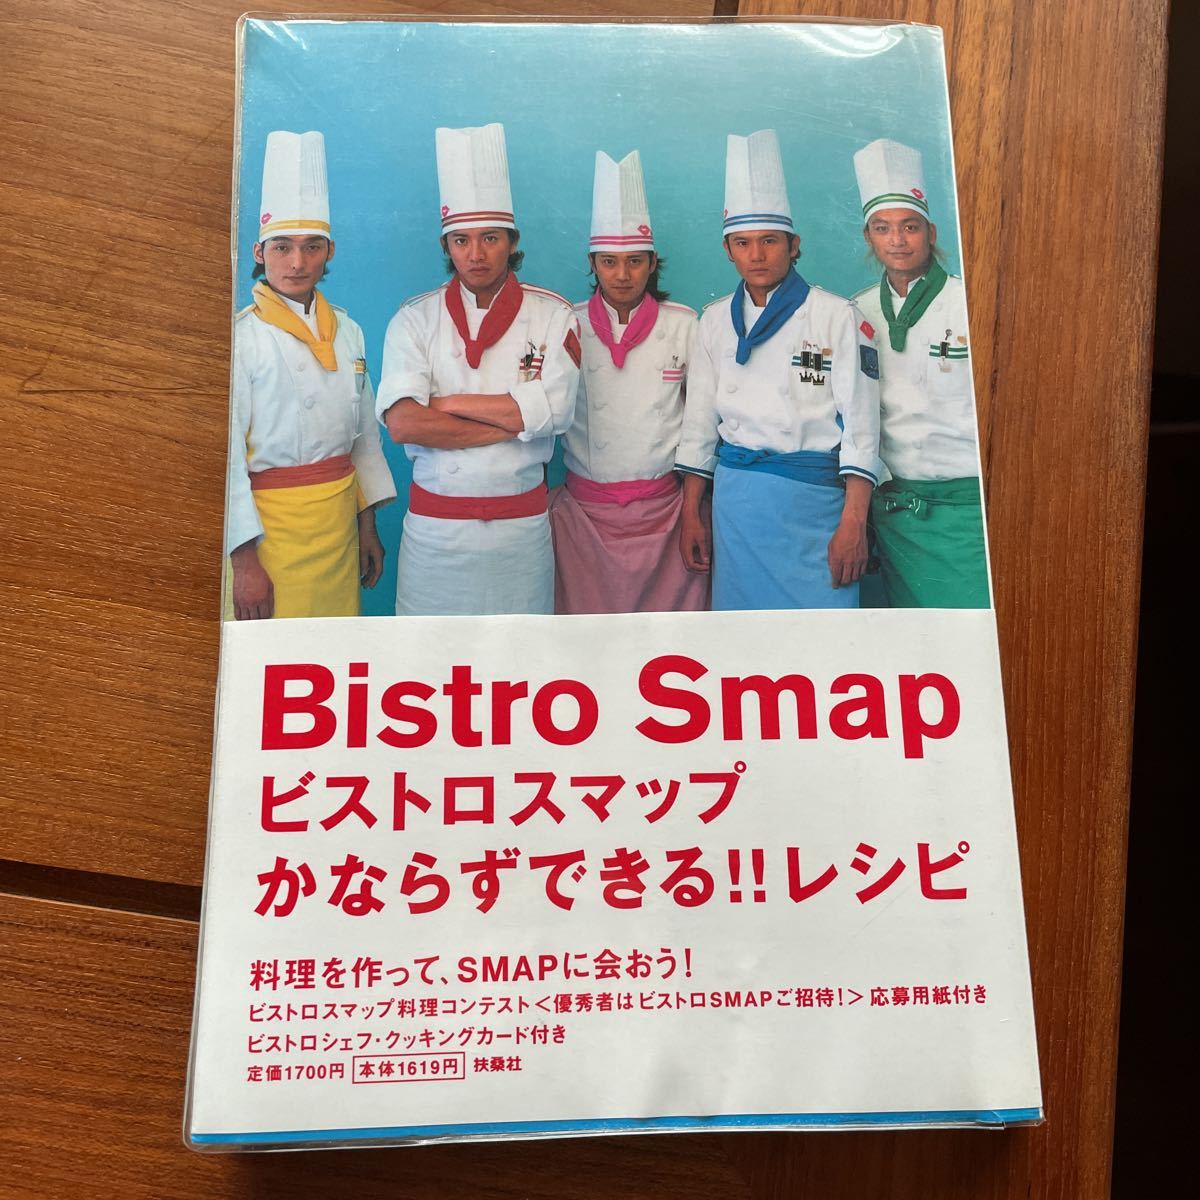 Bistro Smap
ビストロスマップ
かならずできる!!レシピ
料理を作って、SMAPに会おう!
ビストロスマップ料理コンテスト<優秀者はビストロSMAPご招待!>応募用紙付き
ビストロシェフ・クッキングカード付き
定価1700円 本体1619円 扶桑社